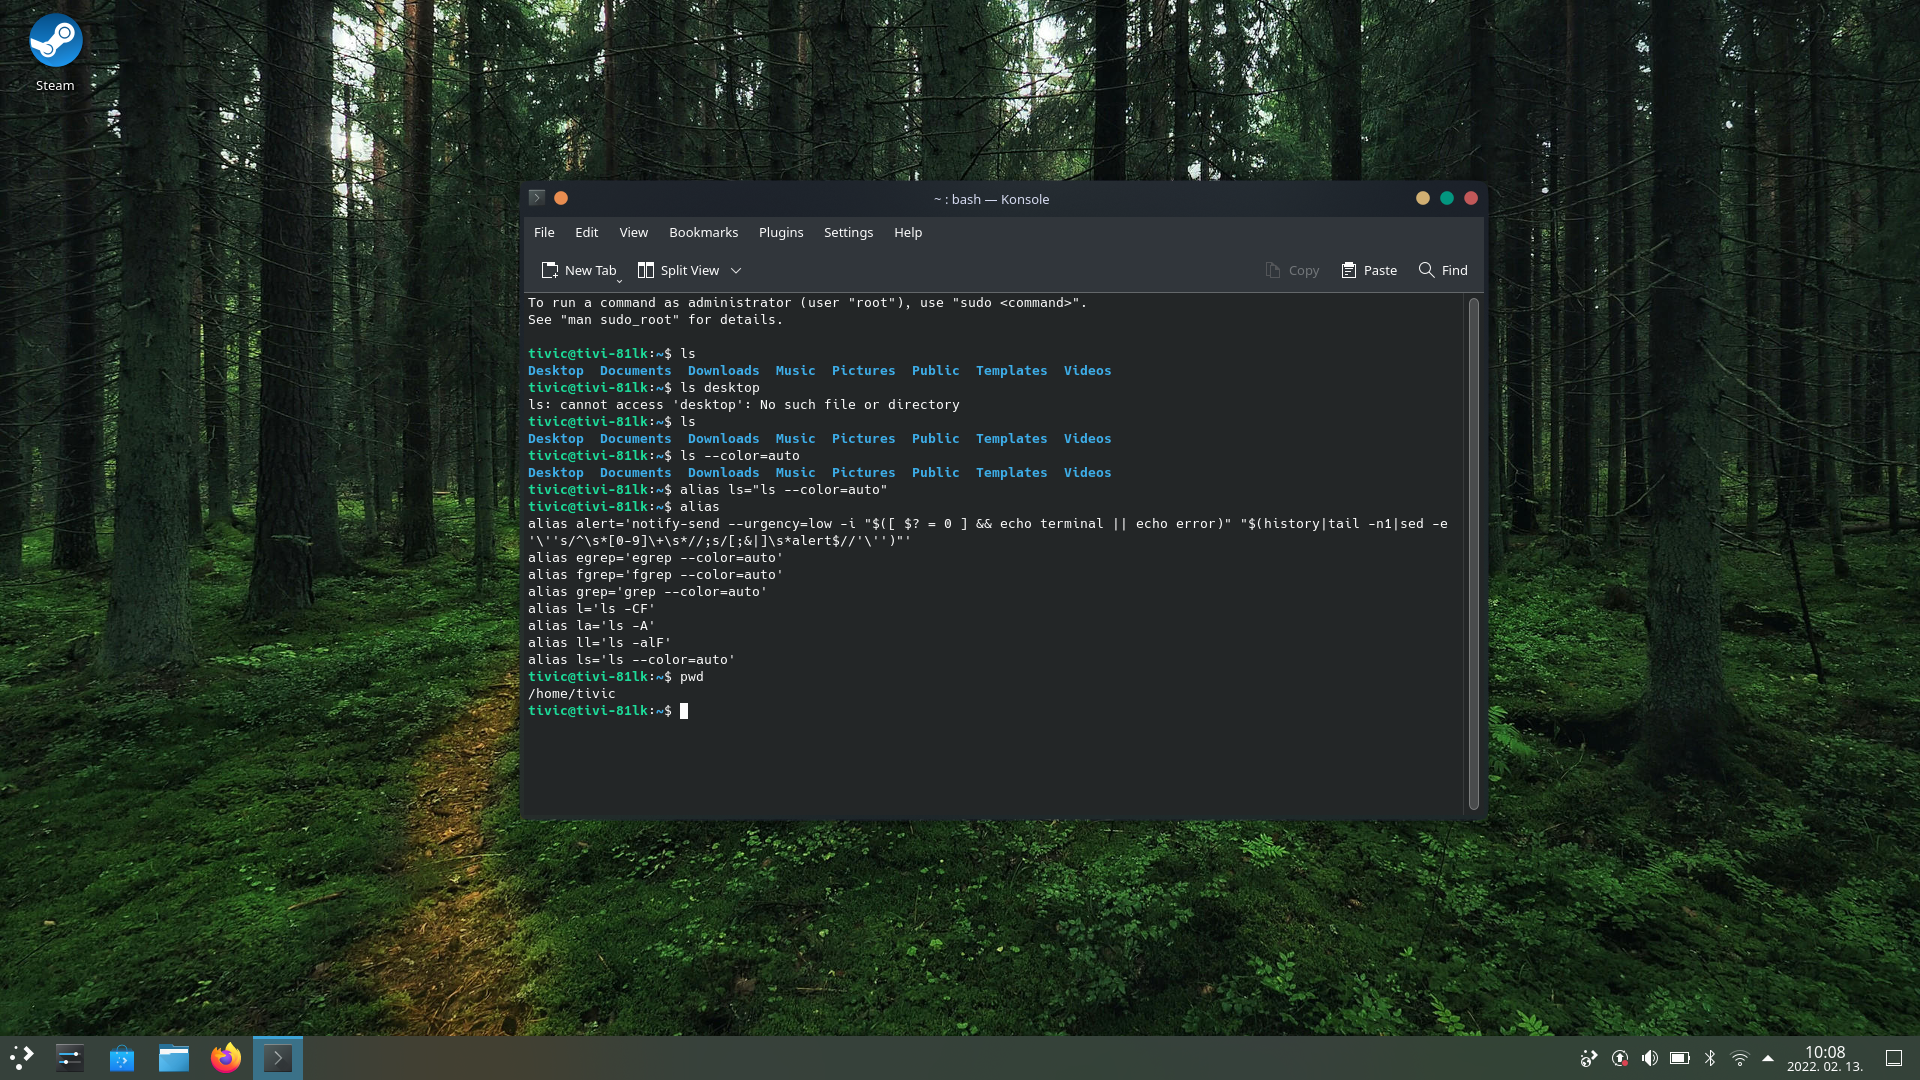 Steam
~ : bash — Konsole
File Edit View Bookmarks Plugins Settings Help
New Tab Split View Copy Paste Find
To run a command as administrator (user "root"), use "sudo <command>".
See "man sudo_root" for details.
tivic@tivi-81lk:~$ ls
Desktop Documents Downloads Music Pictures Public Templates Videos
tivic@tivi-81lk:~$ ls desktop
ls: cannot access 'desktop': No such file or directory
tivic@tivi-81lk:~$ ls
Desktop Documents Downloads Music Pictures Public Templates Videos
tivic@tivi-81lk:~$ ls --color=auto
Desktop Documents Downloads Music Pictures Public Templates Videos
tivic@tivi-81lk:~$ alias ls="ls --color=auto"
tivic@tivi-81lk:~$ alias
alias alert='notify-send --urgency=low -i "$([ $? = 0 ] && echo terminal || echo error)" "$(history|tail -n1|sed -e
'\''s/^\s*[0-9]\+\s*//;s/[;&|]\s*alert$//'\'')"'
alias egrep='egrep --color=auto'
alias fgrep='fgrep --color=auto'
alias grep='grep --color=auto'
alias l='ls -CF'
alias la='ls -A'
alias ll='ls -alF'
alias ls='ls --color=auto'
tivic@tivi-81lk:~$ pwd
/home/tivic
tivic@tivi-81lk:~$
10:08
2022. 02. 13.